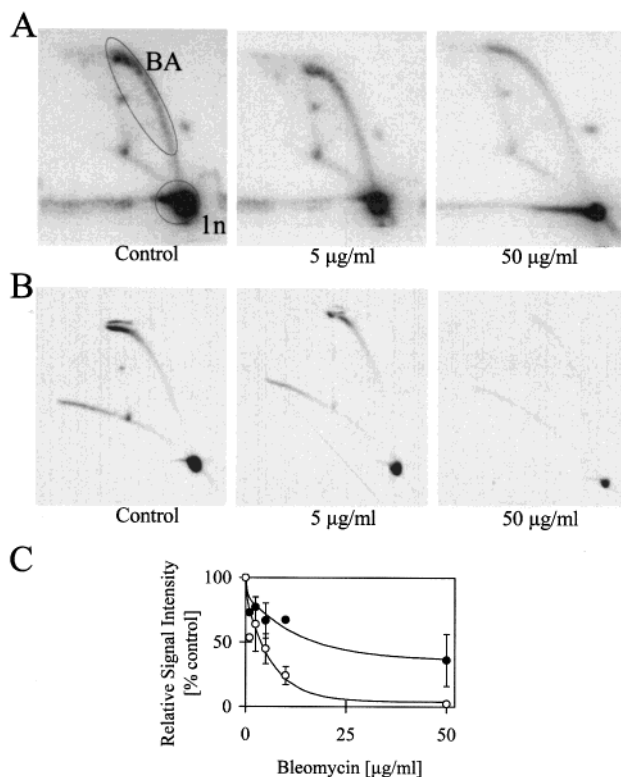 A
BA
1n
Control 5 µg/ml 50 µg/ml
B
Control 5 µg/ml 50 µg/ml
C
Relative Signal Intensity
[% control]
100
50
0
0 25 50
Bleomycin [µg/ml]